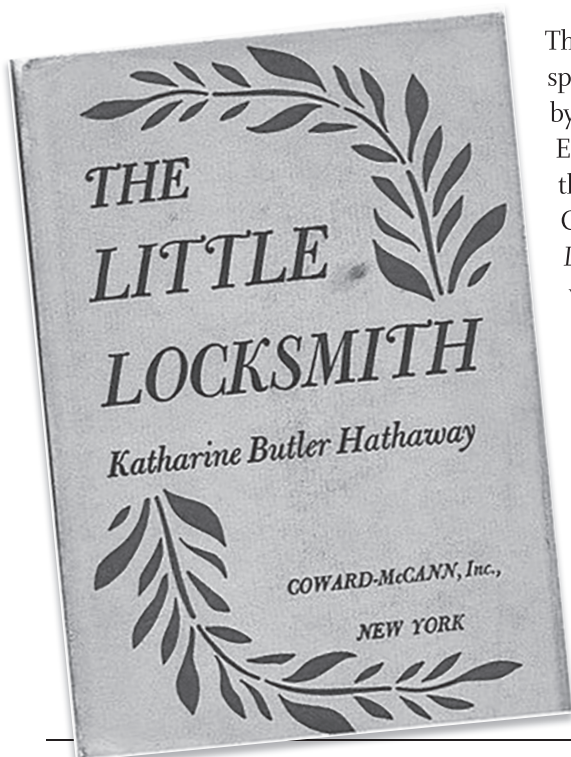 THE
LITTLE
LOCKSMITH
Katharine Butler Hathaway
COWARD-McCANN, Inc.,
NEW YORK